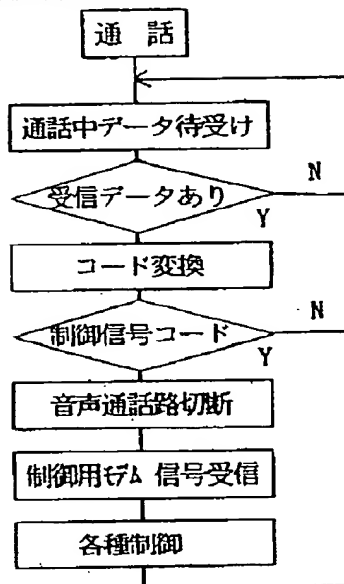 通話
通話中データ待受け
受信データあり
N
Y
コード変換
制御信号コード
N
Y
音声通話路切断
制御用モデム 信号受信
各種制御